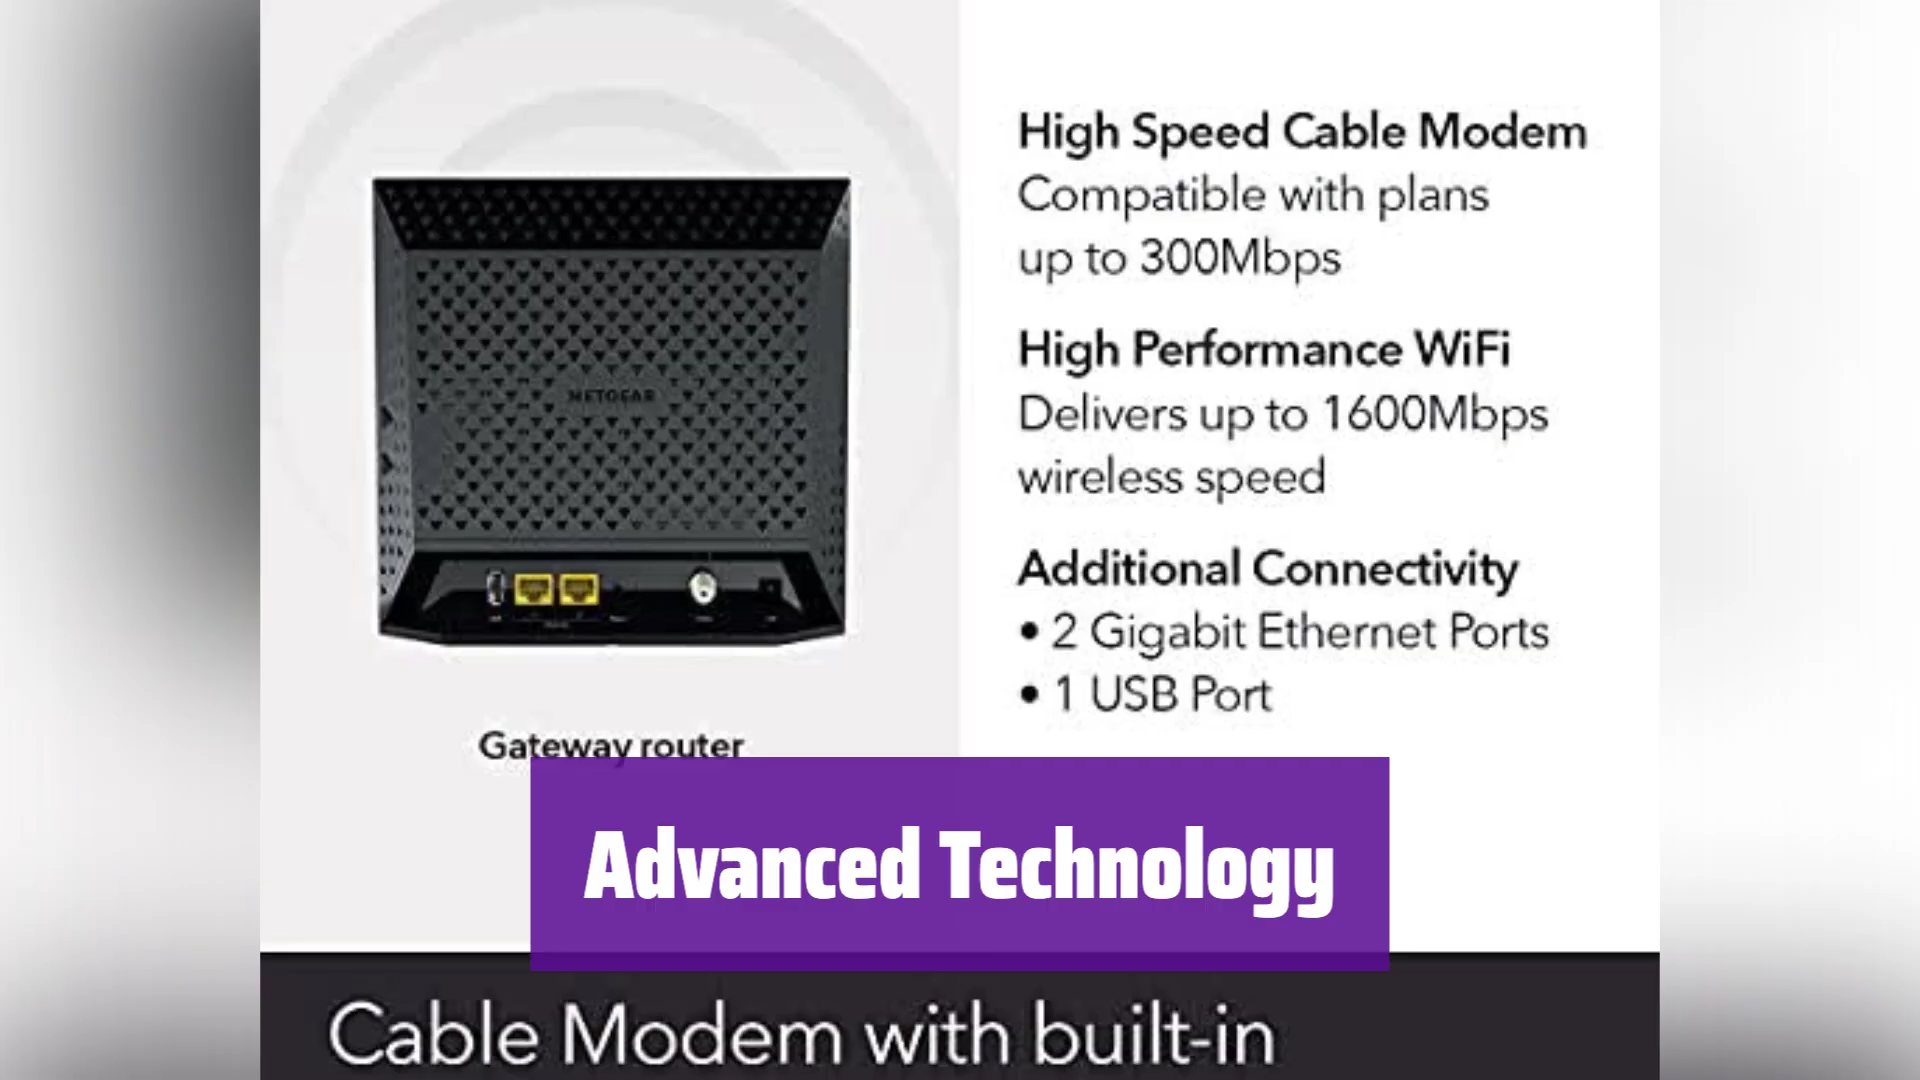 High Speed Cable Modem
Compatible with plans
up to 300Mbps
High Performance WiFi
Delivers up to 1600Mbps
wireless speed
Additional Connectivity
• 2 Gigabit Ethernet Ports
• 1 USB Port
NETGEAR
Gateway router
Advanced Technology
Cable Modem with built-in